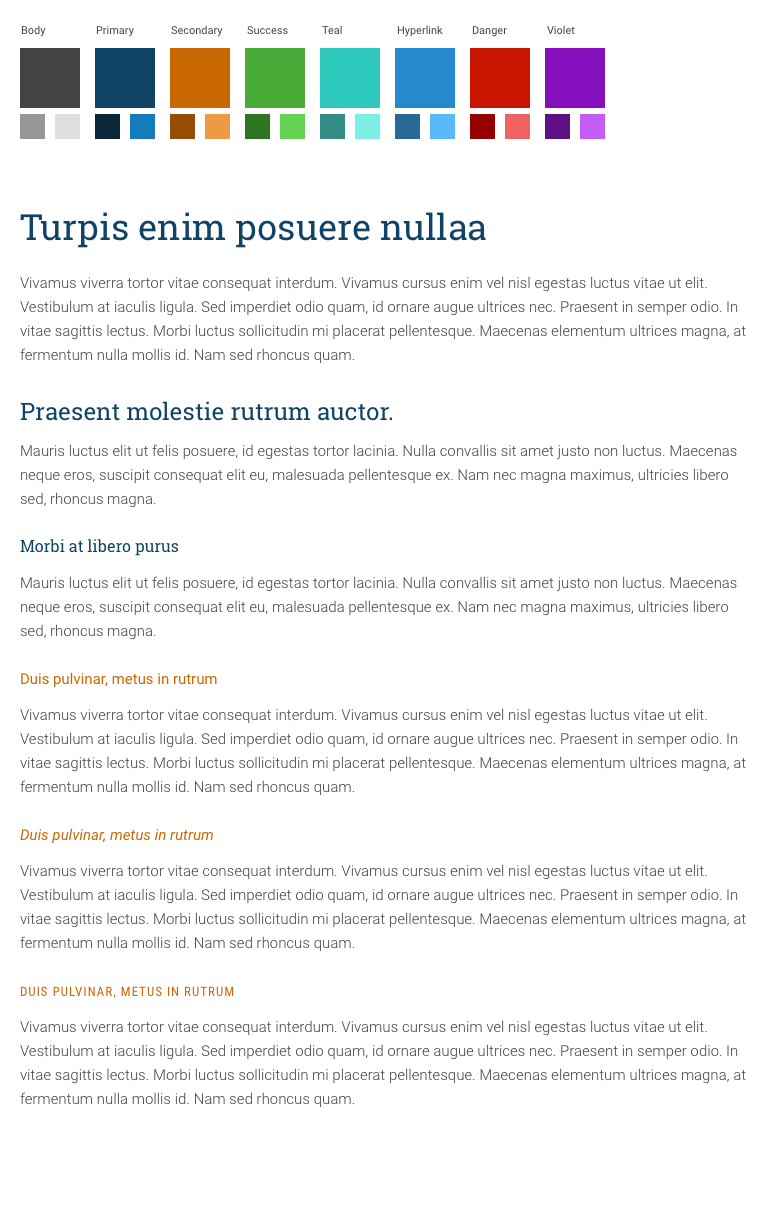 Body Primary Secondary Success Teal Hyperlink Danger Violet
Turpis enim posuere nullaa
Vivamus viverra tortor vitae consequat interdum. Vivamus cursus enim vel nisl egestas luctus vitae ut elit.
Vestibulum at iaculis ligula. Sed imperdiet odio quam, id ornare augue ultrices nec. Praesent in semper odio. In
vitae sagittis lectus. Morbi luctus sollicitudin mi placerat pellentesque. Maecenas elementum ultrices magna, at
fermentum nulla mollis id. Nam sed rhoncus quam.
Praesent molestie rutrum auctor.
Mauris luctus elit ut felis posuere, id egestas tortor lacinia. Nulla convallis sit amet justo non luctus. Maecenas
neque eros, suscipit consequat elit eu, malesuada pellentesque ex. Nam nec magna maximus, ultricies libero
sed, rhoncus magna.
Morbi at libero purus
Mauris luctus elit ut felis posuere, id egestas tortor lacinia. Nulla convallis sit amet justo non luctus. Maecenas
neque eros, suscipit consequat elit eu, malesuada pellentesque ex. Nam nec magna maximus, ultricies libero
sed, rhoncus magna.
Duis pulvinar, metus in rutrum
Vivamus viverra tortor vitae consequat interdum. Vivamus cursus enim vel nisl egestas luctus vitae ut elit.
Vestibulum at iaculis ligula. Sed imperdiet odio quam, id ornare augue ultrices nec. Praesent in semper odio. In
vitae sagittis lectus. Morbi luctus sollicitudin mi placerat pellentesque. Maecenas elementum ultrices magna, at
fermentum nulla mollis id. Nam sed rhoncus quam.
Duis pulvinar, metus in rutrum
Vivamus viverra tortor vitae consequat interdum. Vivamus cursus enim vel nisl egestas luctus vitae ut elit.
Vestibulum at iaculis ligula. Sed imperdiet odio quam, id ornare augue ultrices nec. Praesent in semper odio. In
vitae sagittis lectus. Morbi luctus sollicitudin mi placerat pellentesque. Maecenas elementum ultrices magna, at
fermentum nulla mollis id. Nam sed rhoncus quam.
DUIS PULVINAR, METUS IN RUTRUM
Vivamus viverra tortor vitae consequat interdum. Vivamus cursus enim vel nisl egestas luctus vitae ut elit.
Vestibulum at iaculis ligula. Sed imperdiet odio quam, id ornare augue ultrices nec. Praesent in semper odio. In
vitae sagittis lectus. Morbi luctus sollicitudin mi placerat pellentesque. Maecenas elementum ultrices magna, at
fermentum nulla mollis id. Nam sed rhoncus quam.